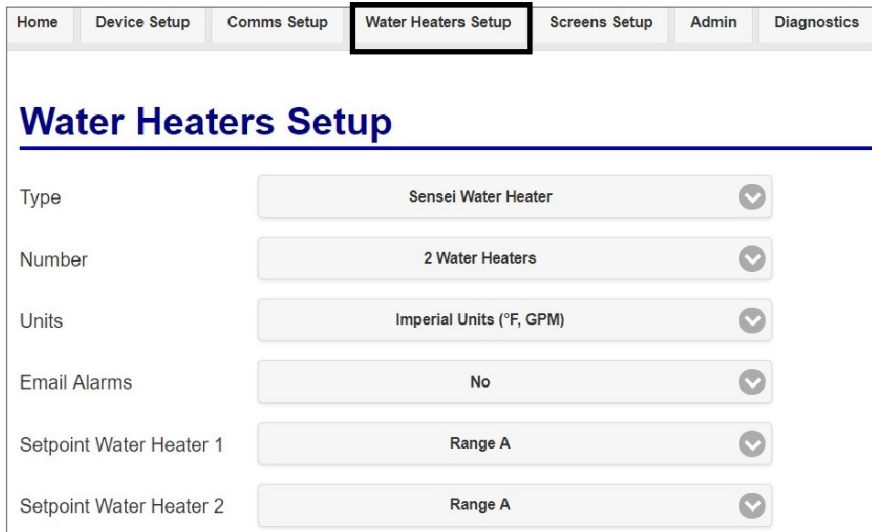 Home Device Setup Comms Setup Water Heaters Setup Screens Setup Admin Diagnostics
Water Heaters Setup
Type Sensei Water Heater
Number 2 Water Heaters
Units Imperial Units (°F, GPM)
Email Alarms No
Setpoint Water Heater 1 Range A
Setpoint Water Heater 2 Range A